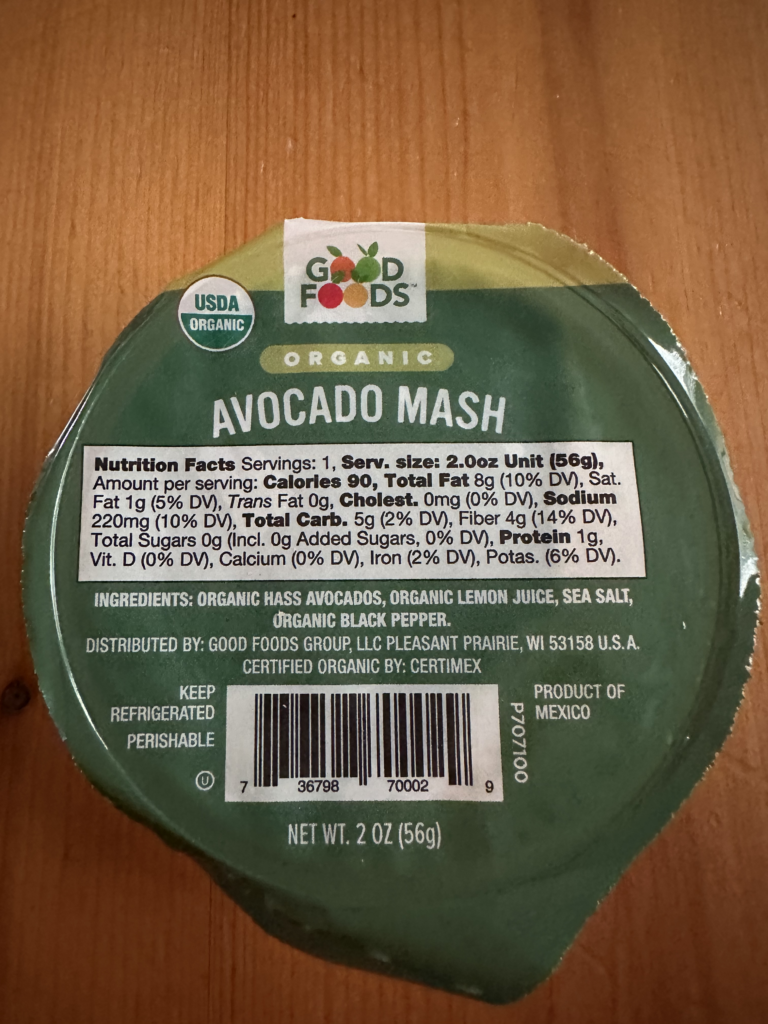 GOOD
FOODS™
USDA
ORGANIC
ORGANIC
AVOCADO MASH
Nutrition Facts Servings: 1, Serv. size: 2.0oz Unit (56g),
Amount per serving: Calories 90, Total Fat 8g (10% DV), Sat.
Fat 1g (5% DV), Trans Fat 0g, Cholest. 0mg (0% DV), Sodium
220mg (10% DV), Total Carb. 5g (2% DV), Fiber 4g (14% DV),
Total Sugars 0g (Incl. 0g Added Sugars, 0% DV), Protein 1g,
Vit. D (0% DV), Calcium (0% DV), Iron (2% DV), Potas. (6% DV).
INGREDIENTS: ORGANIC HASS AVOCADOS, ORGANIC LEMON JUICE, SEA SALT,
ORGANIC BLACK PEPPER.
DISTRIBUTED BY: GOOD FOODS GROUP, LLC PLEASANT PRAIRIE, WI 53158 U.S.A.
CERTIFIED ORGANIC BY: CERTIMEX
KEEP
REFRIGERATED
PERISHABLE
U
7 36798 70002 9
P707100
PRODUCT OF
MEXICO
NET WT. 2 OZ (56g)